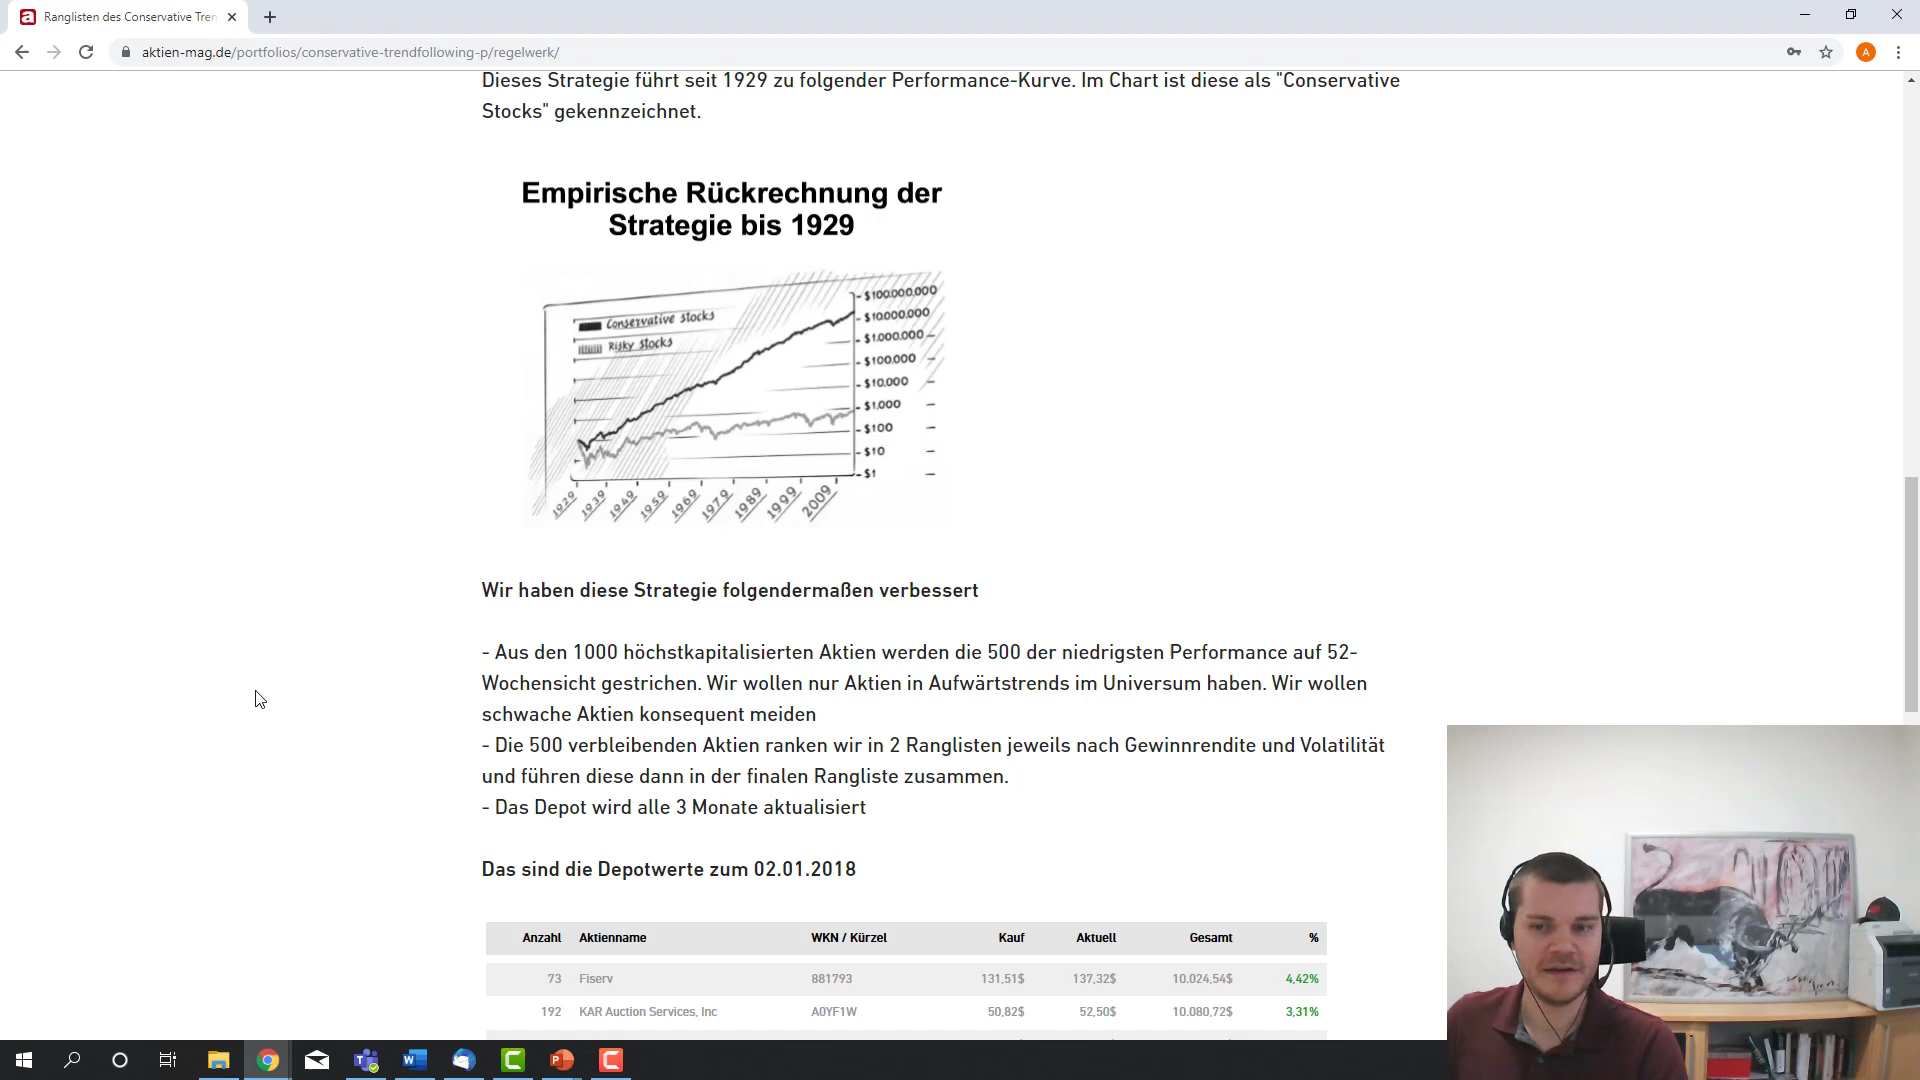 Ranglisten des Conservative Tren
aktien-mag.de/portfolios/conservative-trendfollowing-p/regelwerk/
A
Dieses Strategie führt seit 1929 zu folgender Performance-Kurve. Im Chart ist diese als "Conservative
Stocks" gekennzeichnet.
Empirische Rückrechnung der
Strategie bis 1929
Conservative stocks
Risky stocks
$100.000.000
$10.000.000
$1.000.000
$100.000
$10.000
$1.000
$100
$10
$1
1929 1939 1949 1959 1969 1979 1989 1999 2009
Wir haben diese Strategie folgendermaßen verbessert
- Aus den 1000 höchstkapitalisierten Aktien werden die 500 der niedrigsten Performance auf 52-
Wochensicht gestrichen. Wir wollen nur Aktien in Aufwärtstrends im Universum haben. Wir wollen
schwache Aktien konsequent meiden
- Die 500 verbleibenden Aktien ranken wir in 2 Ranglisten jeweils nach Gewinnrendite und Volatilität
und führen diese dann in der finalen Rangliste zusammen.
- Das Depot wird alle 3 Monate aktualisiert
Das sind die Depotwerte zum 02.01.2018
Anzahl Aktienname WKN / Kürzel Kauf Aktuell Gesamt %
73 Fiserv 881793 131,51$ 137,32$ 10.024,54$ 4,42%
192 KAR Auction Services, Inc A0YF1W 50,82$ 52,50$ 10.080,72$ 3,31%